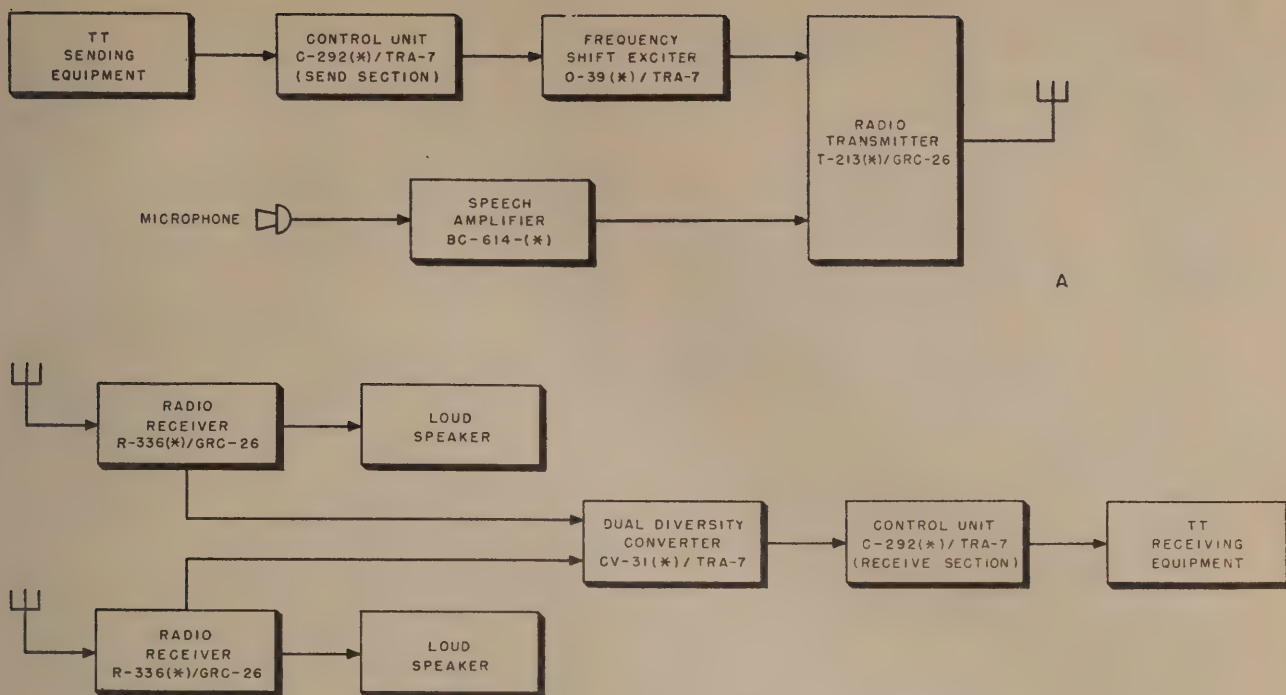 TT
SENDING
EQUIPMENT
CONTROL UNIT
C-292(*)/TRA-7
(SEND SECTION)
FREQUENCY
SHIFT EXCITER
O-39(*)/TRA-7
RADIO
TRANSMITTER
T-213(*)/GRC-26
MICROPHONE
SPEECH
AMPLIFIER
BC-614-(*)
A
RADIO
RECEIVER
R-336(*)/GRC-26
LOUD
SPEAKER
DUAL DIVERSITY
CONVERTER
CV-31(*)/TRA-7
CONTROL UNIT
C-292(*)/TRA-7
(RECEIVE SECTION)
TT
RECEIVING
EQUIPMENT
RADIO
RECEIVER
R-336(*)/GRC-26
LOUD
SPEAKER